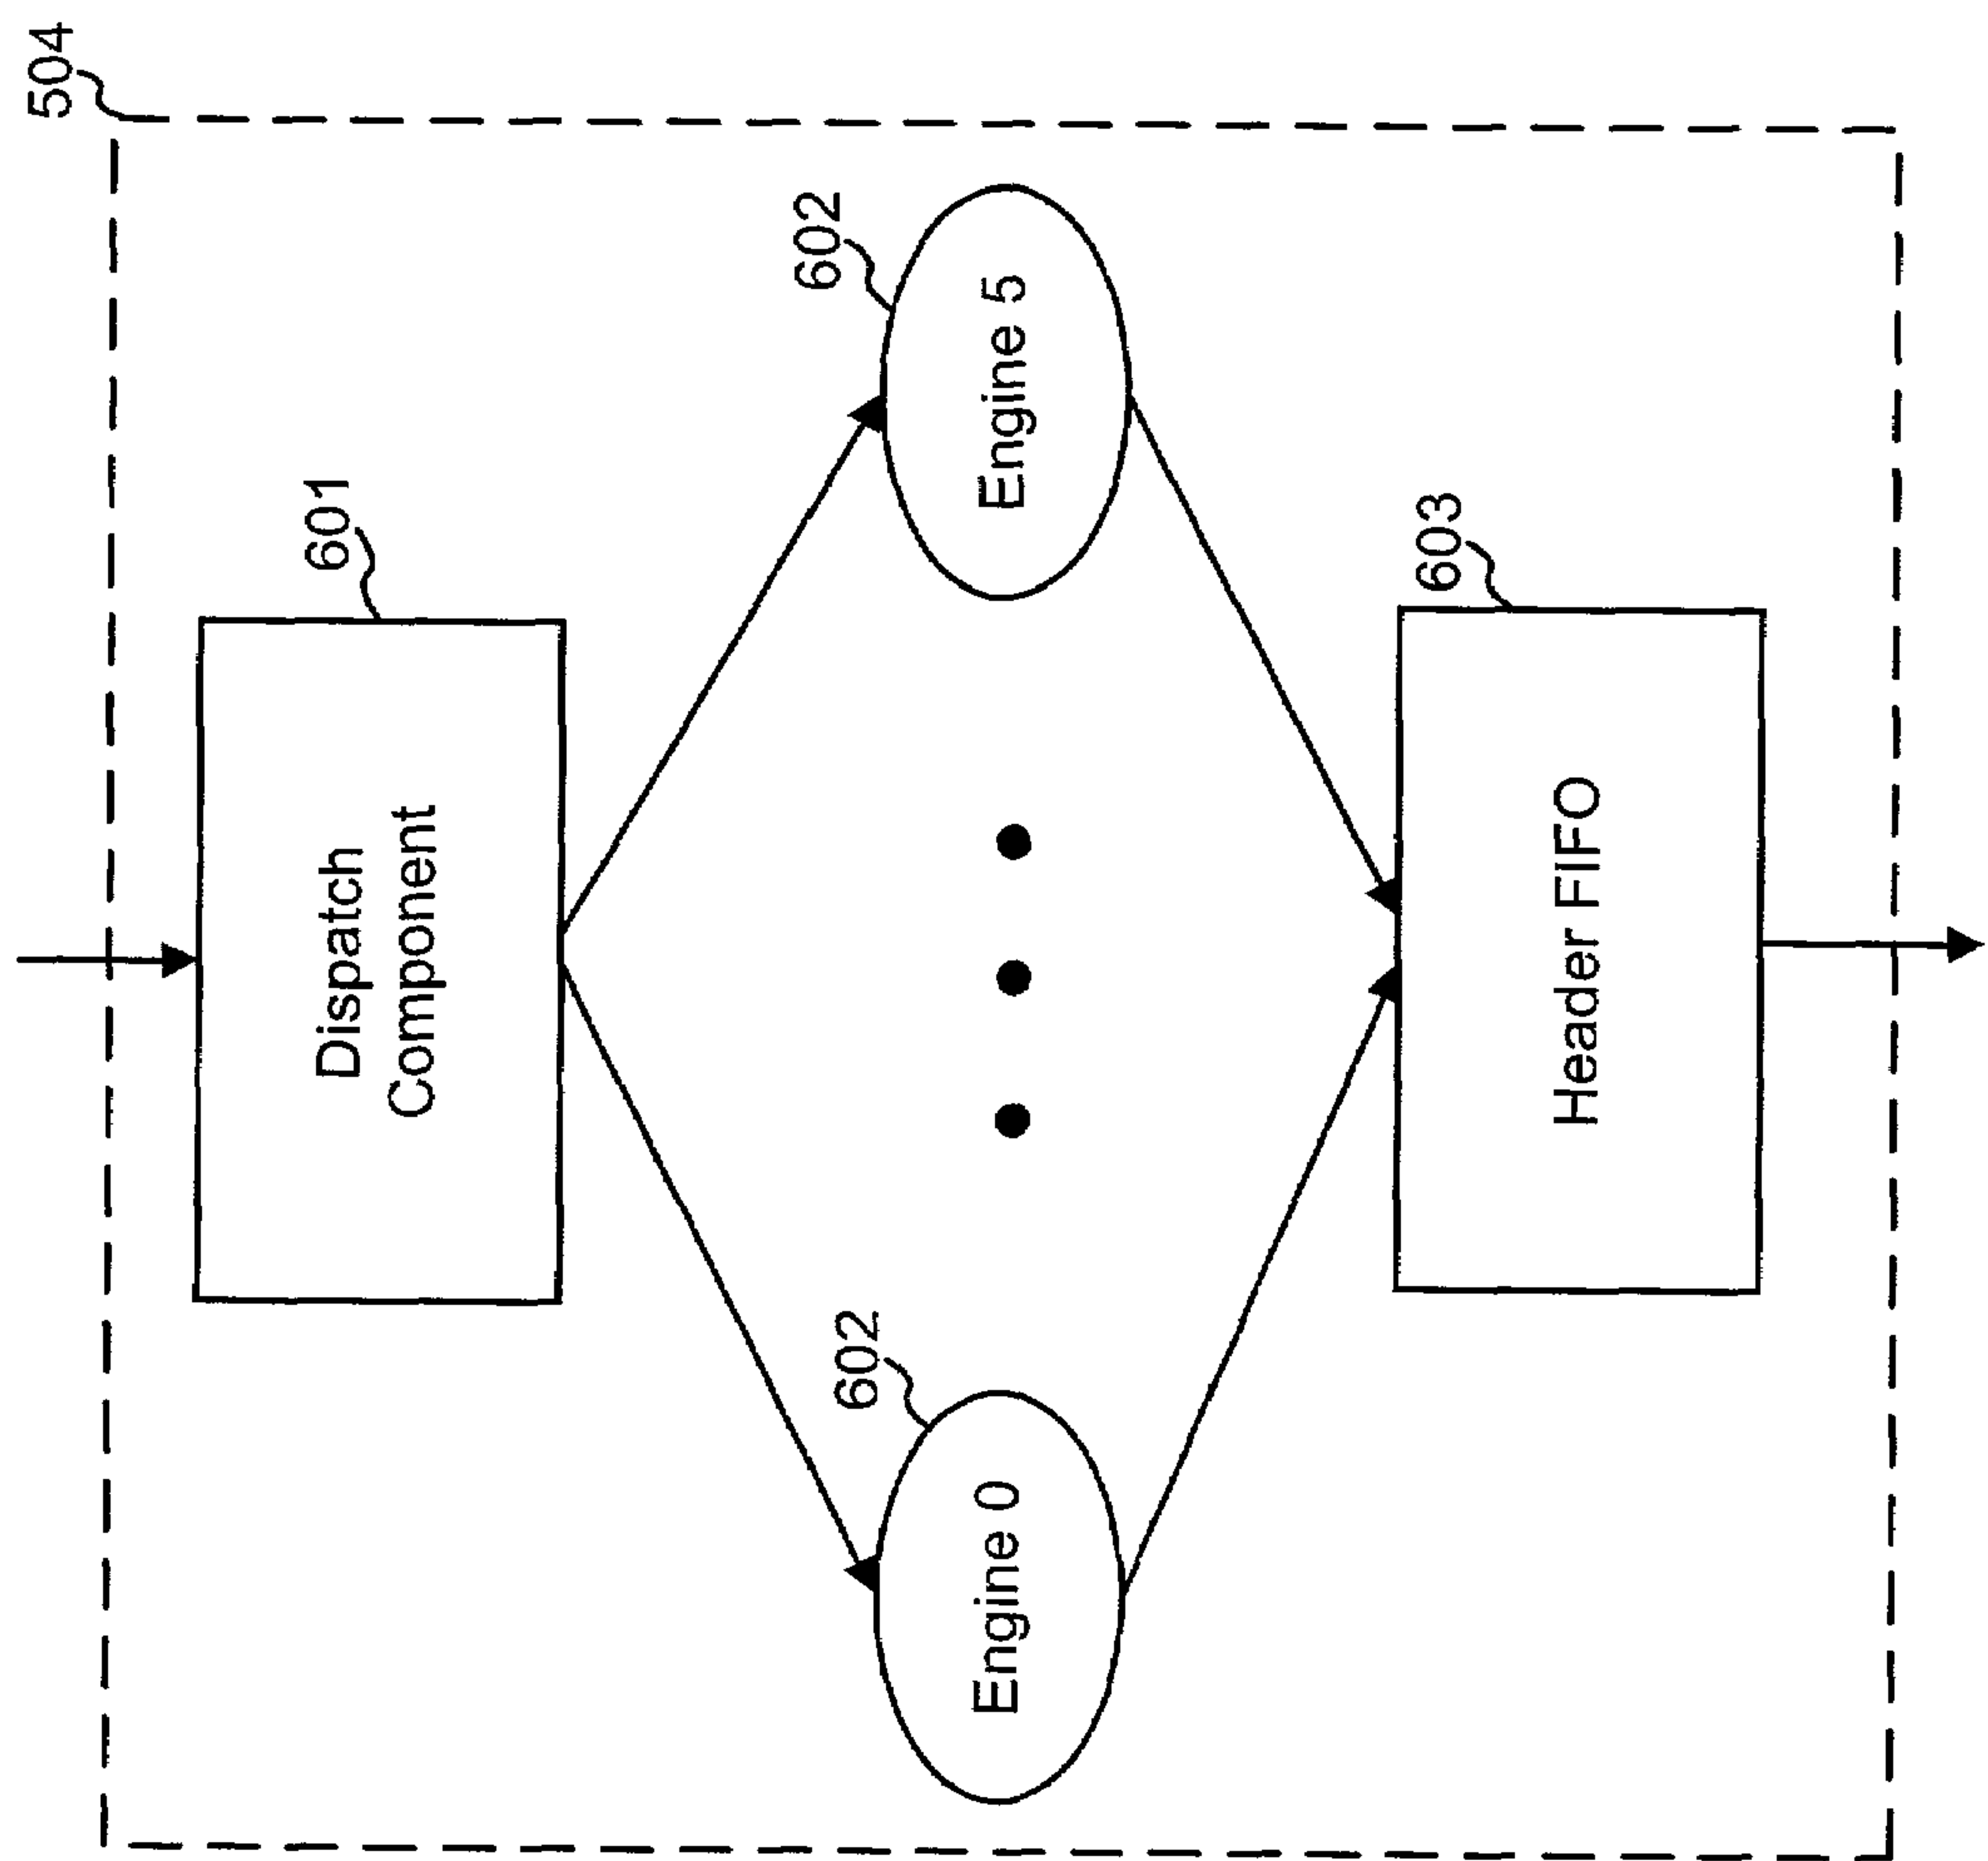 504
Dispatch
Component
601
Engine 0
602
Engine 5
602
Header FIFO
603